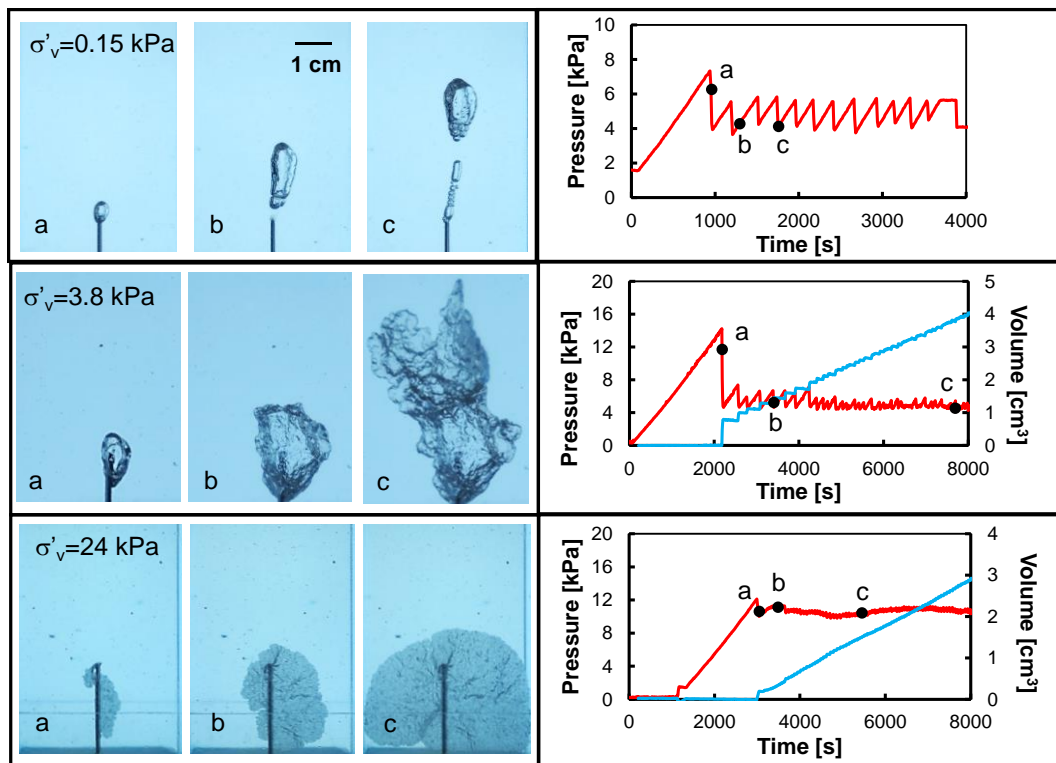 σ'v=0.15 kPa
1 cm
a
b
c
Pressure [kPa]
10
8
6
4
2
0
a
b
c
0
1000
2000
3000
4000
Time [s]
σ'v=3.8 kPa
a
b
c
Pressure [kPa]
20
16
12
8
4
0
a
b
c
5
4
3
2
1
0
Volume [cm³]
0
2000
4000
6000
8000
Time [s]
σ'v=24 kPa
a
b
c
Pressure [kPa]
20
16
12
8
4
0
a
b
c
4
3
2
1
0
Volume [cm³]
0
2000
4000
6000
8000
Time [s]